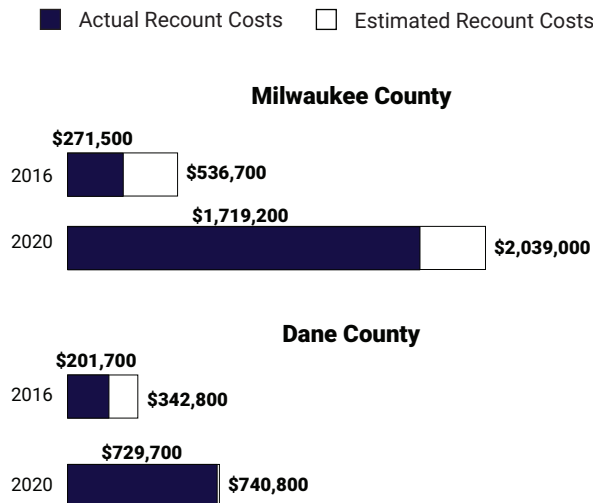 Actual Recount Costs Estimated Recount Costs
Milwaukee County
$271,500
2016 $536,700
$1,719,200
2020 $2,039,000
Dane County
$201,700
2016 $342,800
$729,700
2020 $740,800